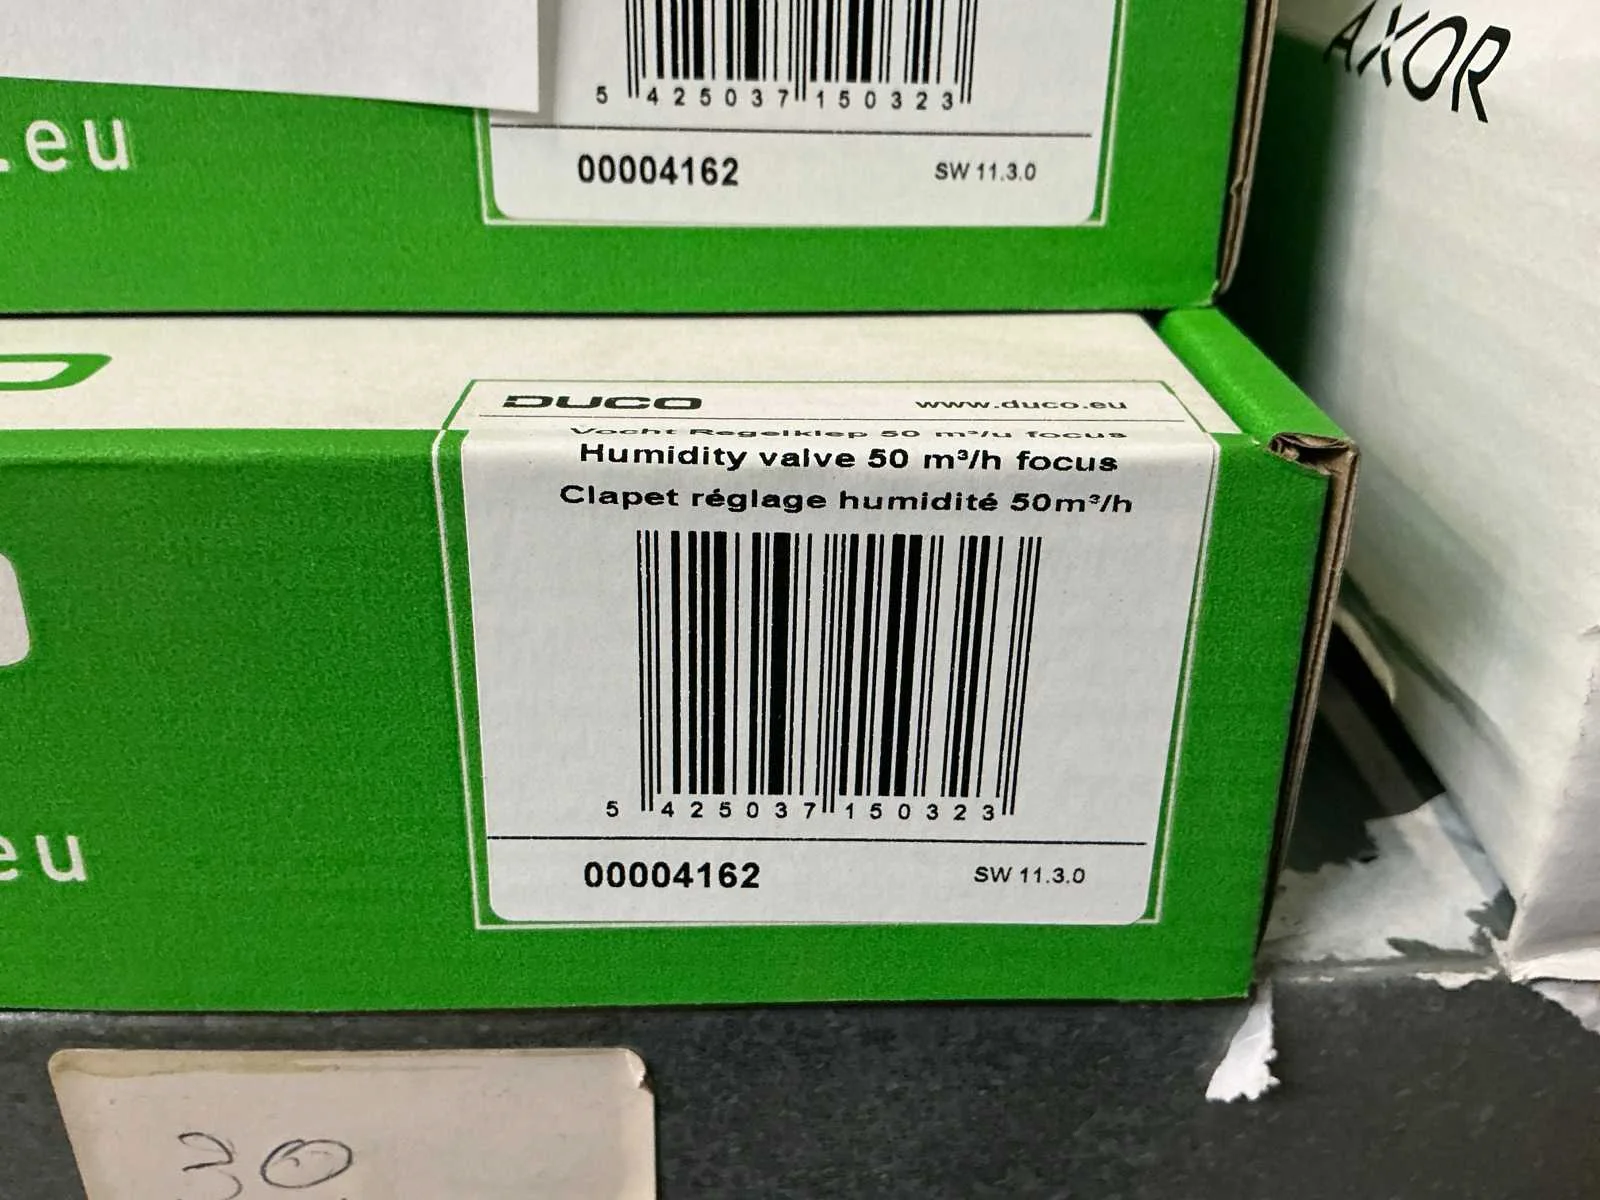 5 425037 150323
00004162 SW 11.3.0
.eu
AXOR
DUCO www.duco.eu
Vocht Regelklep 50 m³/u focus
Humidity valve 50 m³/h focus
Clapet réglage humidité 50m³/h
5 425037 150323
00004162 SW 11.3.0
eu
30